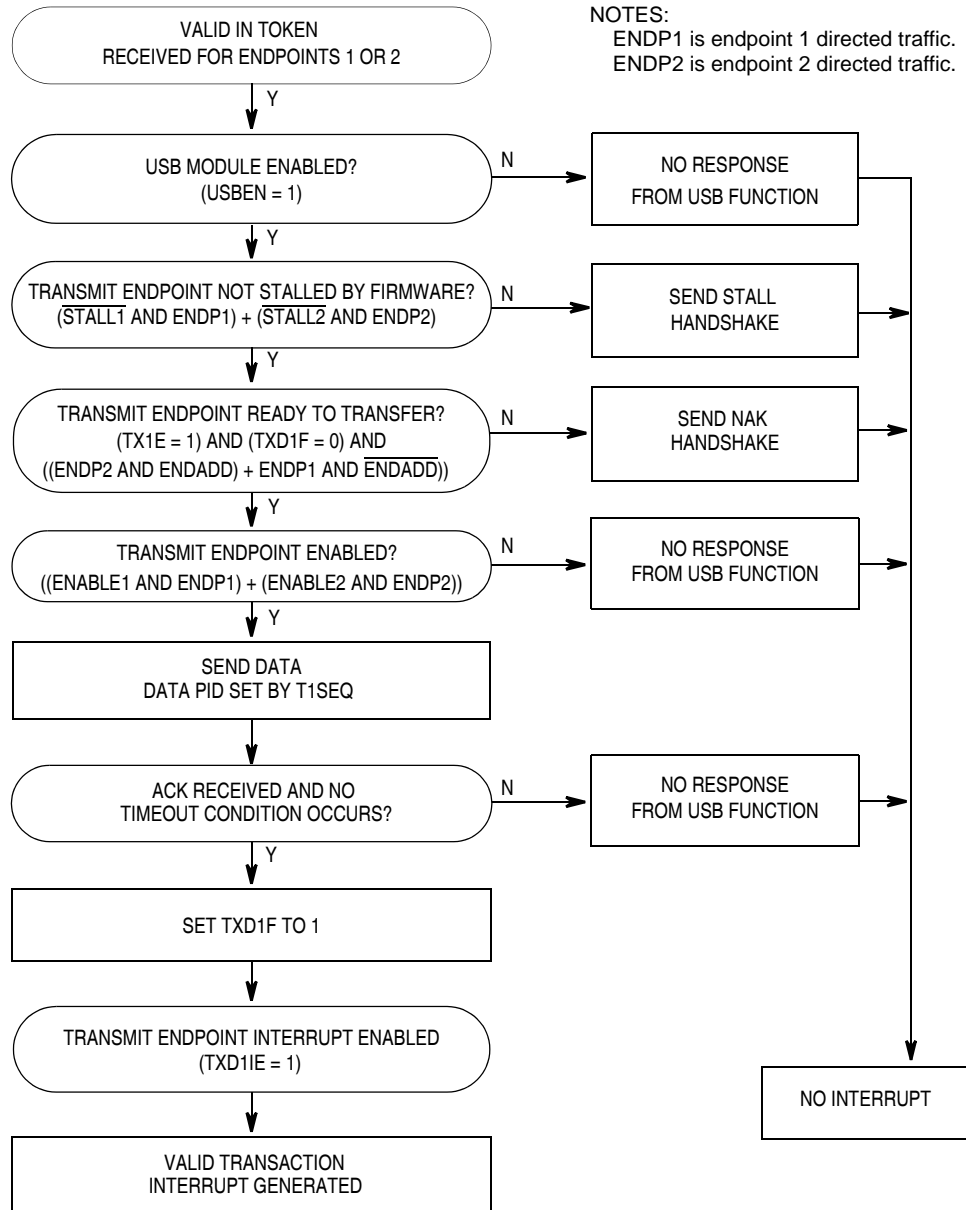 VALID IN TOKEN
RECEIVED FOR ENDPOINTS 1 OR 2
NOTES:
ENDP1 is endpoint 1 directed traffic.
ENDP2 is endpoint 2 directed traffic.
Y
USB MODULE ENABLED?
(USBEN = 1)
N
NO RESPONSE
FROM USB FUNCTION
Y
TRANSMIT ENDPOINT NOT STALLED BY FIRMWARE?
(S̅T̅A̅L̅L̅1̅ AND ENDP1) + (S̅T̅A̅L̅L̅2̅ AND ENDP2)
N
SEND STALL
HANDSHAKE
Y
TRANSMIT ENDPOINT READY TO TRANSFER?
(TX1E = 1) AND (TXD1F = 0) AND
((ENDP2 AND ENDADD) + ENDP1 AND E̅N̅D̅A̅D̅D̅))
N
SEND NAK
HANDSHAKE
Y
TRANSMIT ENDPOINT ENABLED?
((ENABLE1 AND ENDP1) + (ENABLE2 AND ENDP2))
N
NO RESPONSE
FROM USB FUNCTION
Y
SEND DATA
DATA PID SET BY T1SEQ
ACK RECEIVED AND NO
TIMEOUT CONDITION OCCURS?
N
NO RESPONSE
FROM USB FUNCTION
Y
SET TXD1F TO 1
TRANSMIT ENDPOINT INTERRUPT ENABLED
(TXD1IE = 1)
NO INTERRUPT
VALID TRANSACTION
INTERRUPT GENERATED